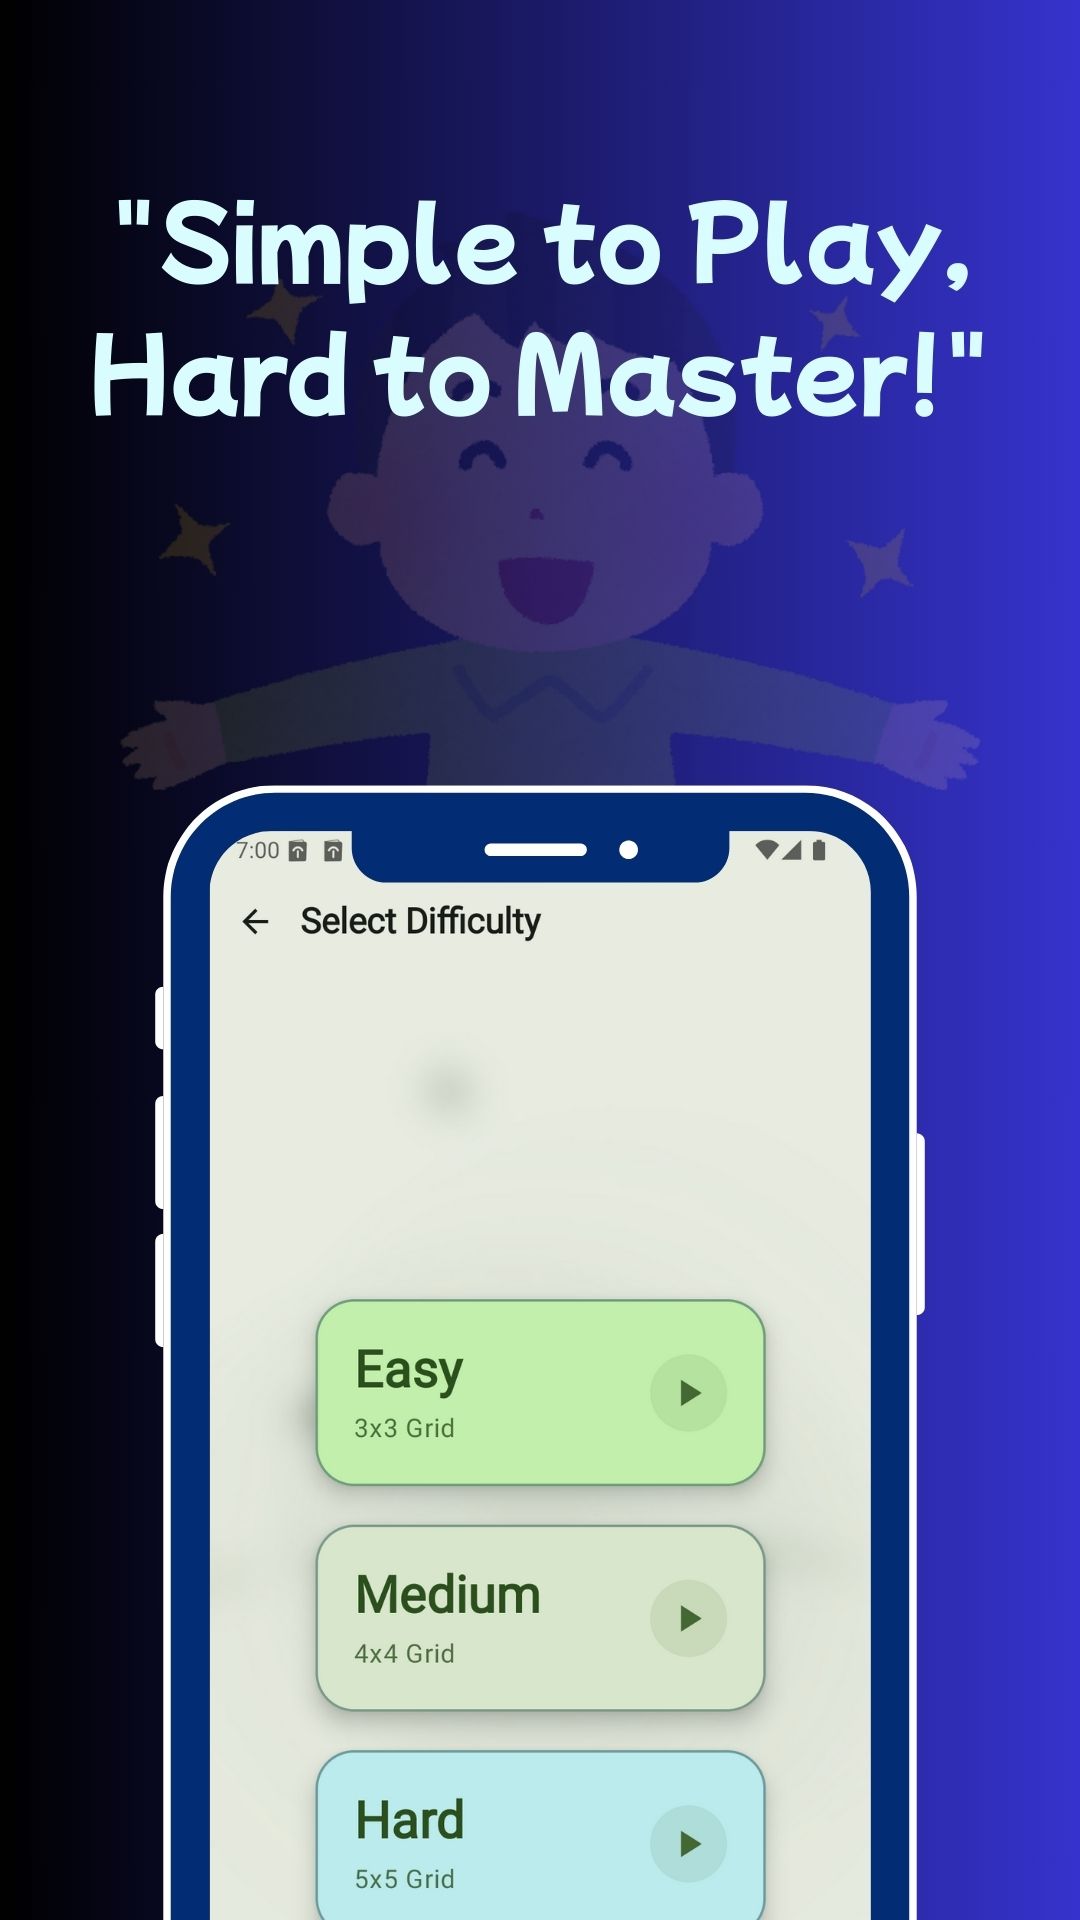 "Simple to Play,
Hard to Master!"
7:00
Select Difficulty
Easy
3x3 Grid
Medium
4x4 Grid
Hard
5x5 Grid